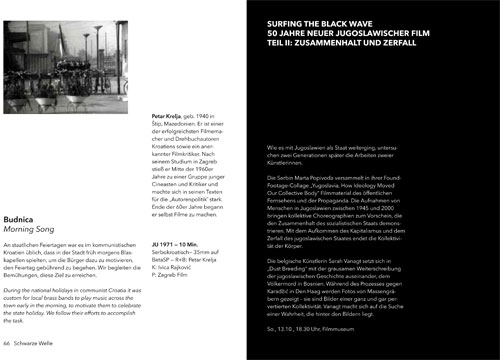 Budnica
Morning Song
An staatlichen Feiertagen war es im kommunistischen
Kroatien üblich, dass in der Stadt früh morgens Blas-
kapellen spielten, um die Bürger dazu zu motivieren,
den Feiertag gebührend zu begehen. Wir begleiten die
Bemühungen, diese Ziel zu erreichen.
During the national holidays in communist Croatia it was
custom for local brass bands to play music across the
town early in the morning, to motivate them to celebrate
the state holiday. We follow their efforts to accomplish
the task.
66 Schwarze Welle
Petar Krelja, geb. 1940 in
Štip, Mazedonien. Er ist einer
der erfolgreichsten Filmema-
cher und Drehbuchautoren
Kroatiens sowie ein aner-
kannter Filmkritiker. Nach
seinem Studium in Zagreb
stieß er Mitte der 1960er
Jahre zu einer Gruppe junger
Cineasten und Kritiker und
machte sich in seinen Texten
für die „Autorenpolitik" stark.
Ende der 60er Jahre begann
er selbst Filme zu machen.
JU 1971 – 10 Min.
Serbokroatisch– 35mm auf
BetaSP – R+B: Petar Krelja
K: Ivica Rajković
P: Zagreb Film
SURFING THE BLACK WAVE
50 JAHRE NEUER JUGOSLAWISCHER FILM
TEIL II: ZUSAMMENHALT UND ZERFALL
Wie es mit Jugoslawien als Staat weiterging, untersu-
chen zwei Generationen später die Arbeiten zweier
Künstlerinnen.
Die Serbin Marta Popivoda versammelt in ihrer Found-
Footage-Collage „Yugoslavia, How Ideology Moved
Our Collective Body" Filmmaterial des öffentlichen
Fernsehens und der Propaganda. Die Aufnahmen von
Menschen in Jugoslawien zwischen 1945 und 2000
bringen kollektive Choreographien zum Vorschein, die
den Zusammenhalt des sozialistischen Staats demons-
trieren. Mit dem Aufkommen des Kapitalismus und dem
Zerfall des jugoslawischen Staates endet die Kollektivi-
tät der Körper.
Die belgische Künstlerin Sarah Vanagt setzt sich in
„Dust Breeding" mit der grausamen Weiterschreibung
der jugoslawischen Geschichte auseinander, dem
Völkermord in Bosnien. Während des Prozesses gegen
Karadžić in Den Haag werden Fotos von Massengrä-
bern gezeigt - sie sind Bilder einer ganz und gar per-
vertierten Kollektivität. Vanagt macht sich auf die Suche
einer Wahrheit, die hinter den Bildern liegt.
So., 13.10., 18.30 Uhr, Filmmuseum